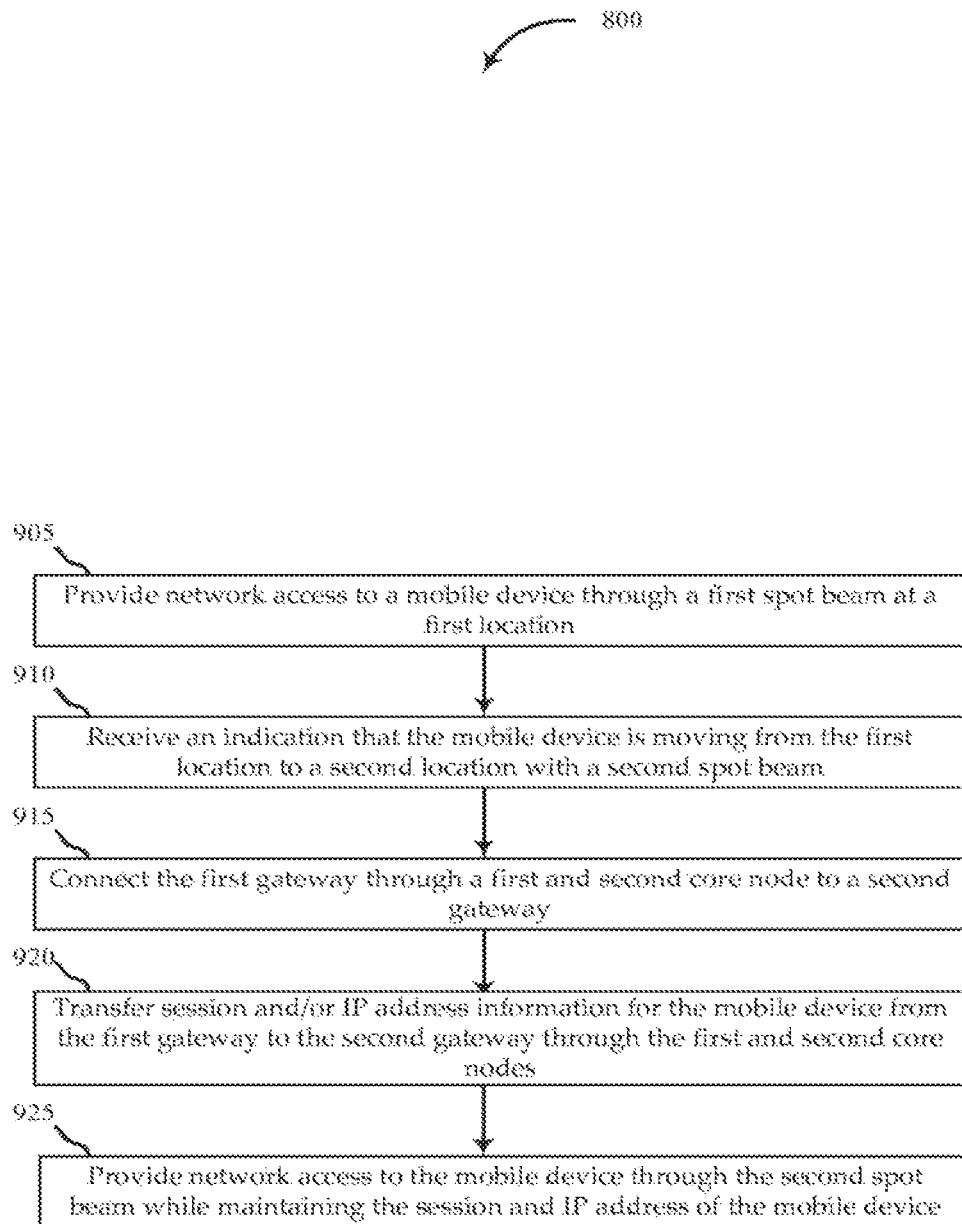 800
905
Provide network access to a mobile device through a first spot beam at a
first location
910
Receive an indication that the mobile device is moving from the first
location to a second location with a second spot beam
915
Connect the first gateway through a first and second core node to a second
gateway
920
Transfer session and/or IP address information for the mobile device from
the first gateway to the second gateway through the first and second core
nodes
925
Provide network access to the mobile device through the second spot
beam while maintaining the session and IP address of the mobile device